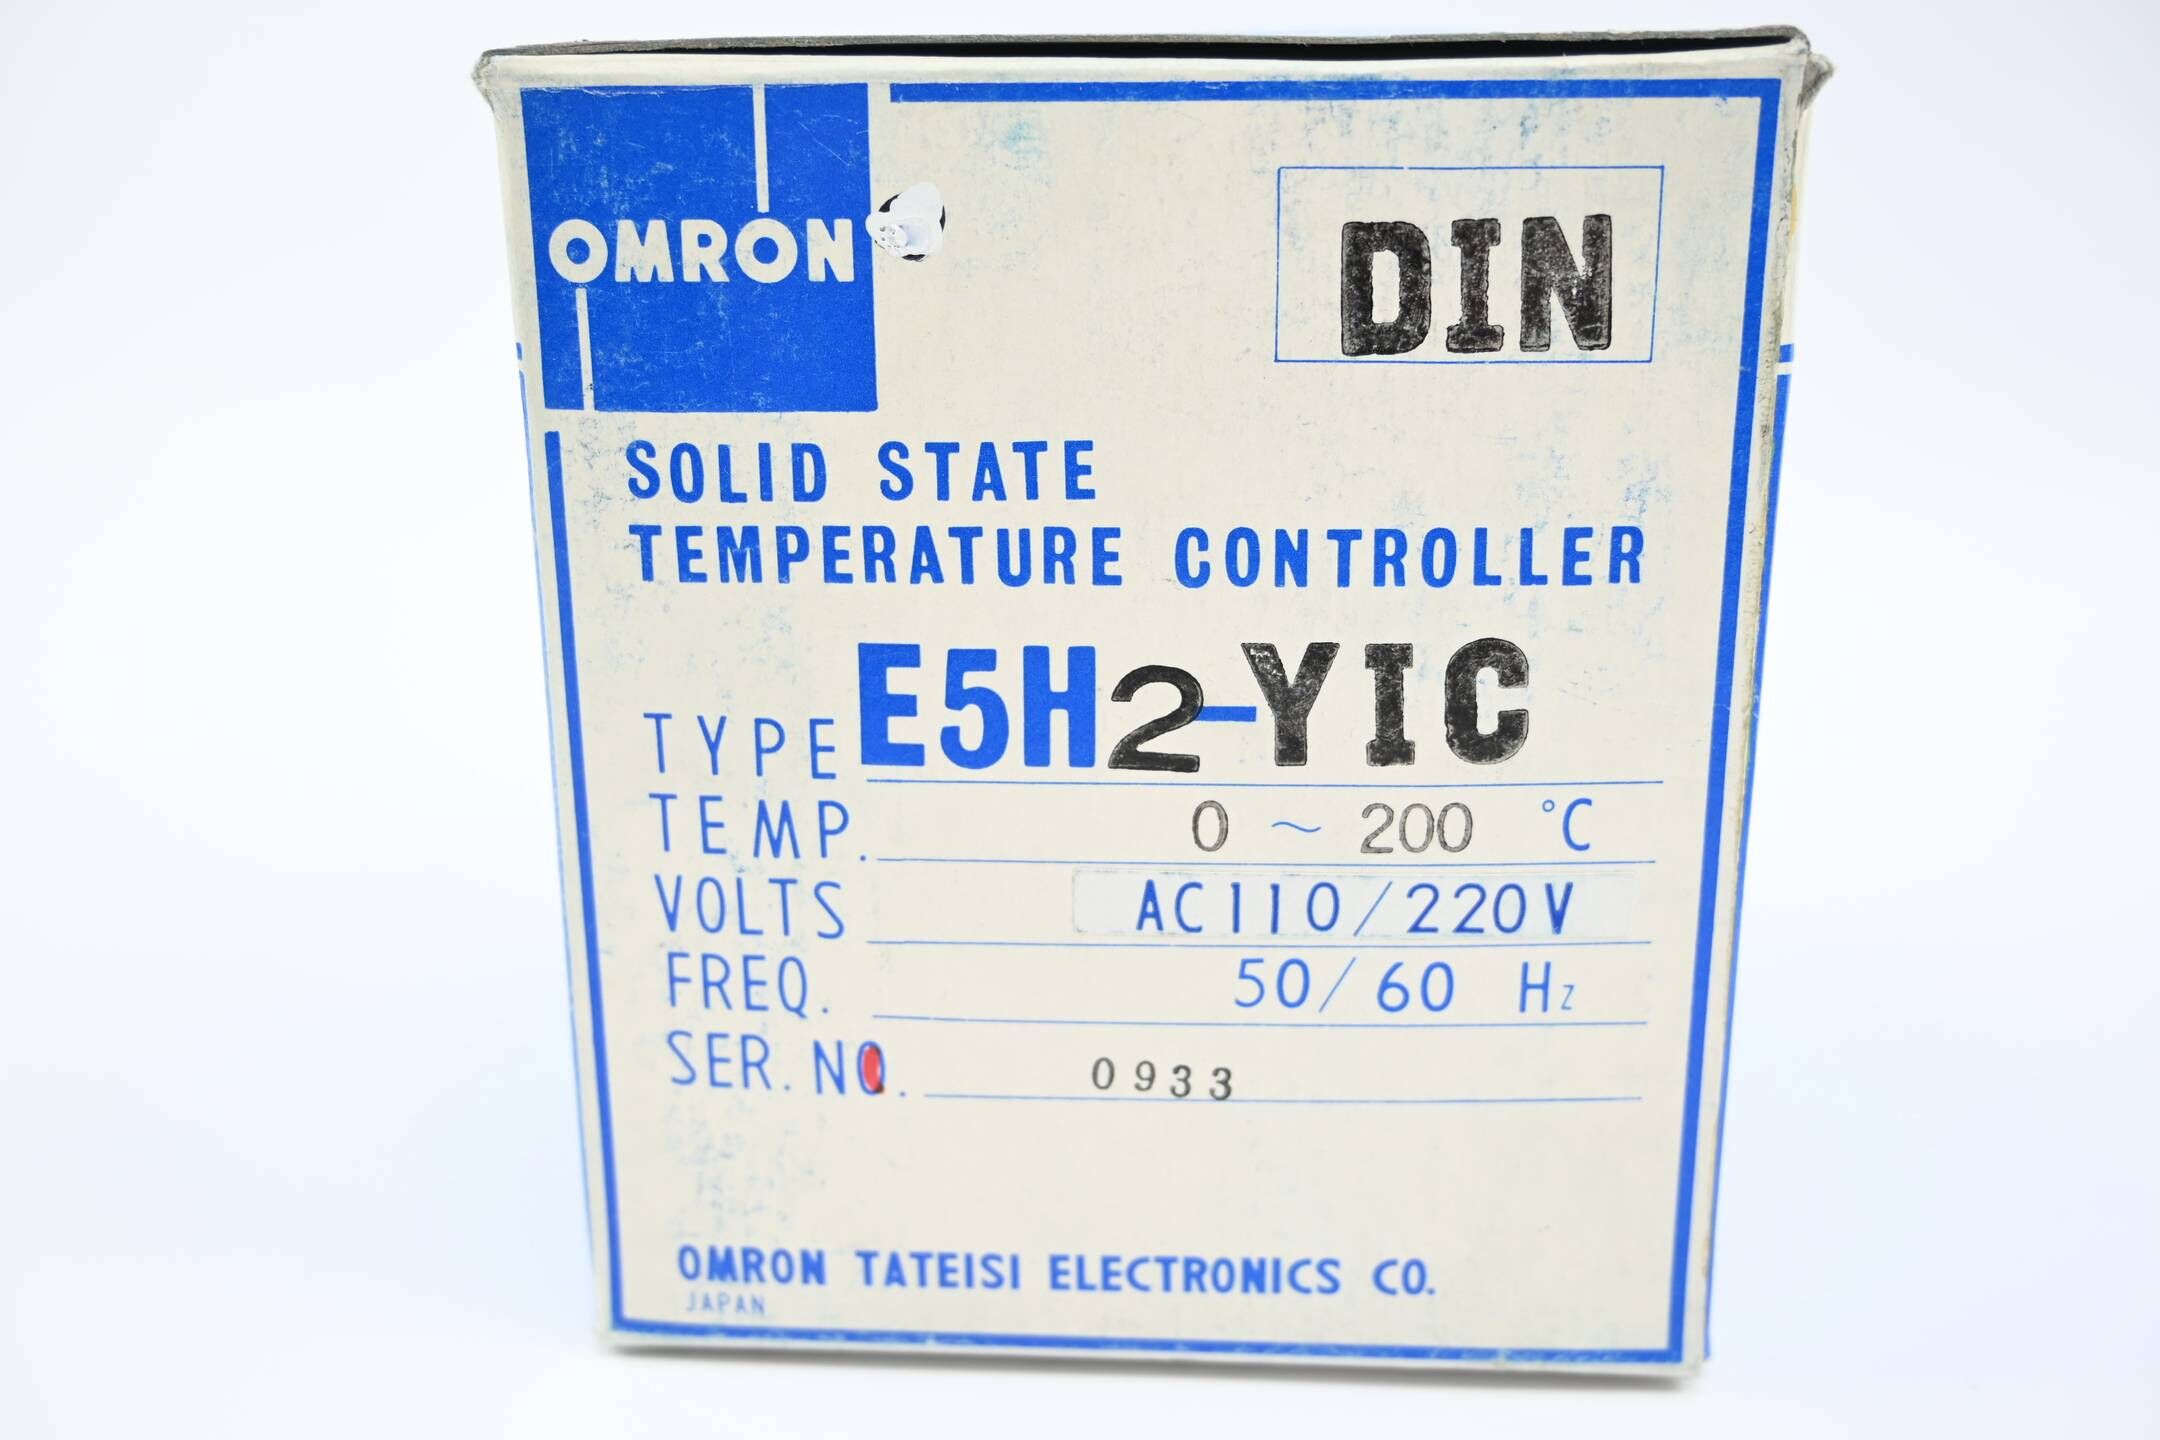 OMRON
DIN
SOLID STATE
TEMPERATURE CONTROLLER
TYPE E5H2-YIC
TEMP. 0 ~ 200 °C
VOLTS AC110/220V
FREQ. 50/60 Hz
SER. NO. 0933
OMRON TATEISI ELECTRONICS CO.
JAPAN